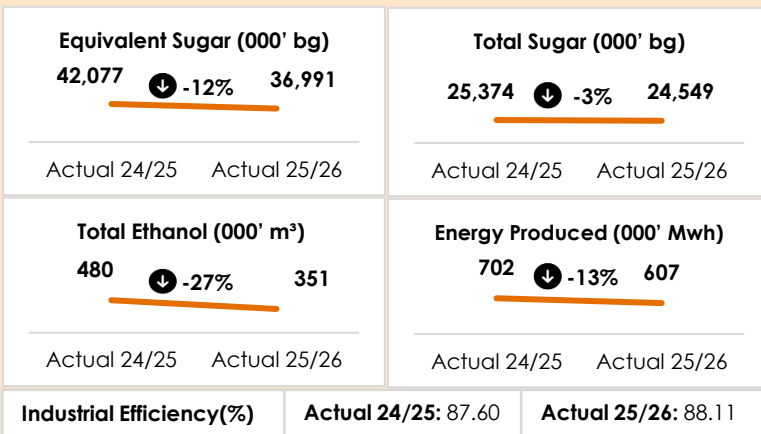 Equivalent Sugar (000' bg)
42,077 -12% 36,991
Actual 24/25 Actual 25/26
Total Sugar (000' bg)
25,374 -3% 24,549
Actual 24/25 Actual 25/26
Total Ethanol (000' m³)
480 -27% 351
Actual 24/25 Actual 25/26
Energy Produced (000' Mwh)
702 -13% 607
Actual 24/25 Actual 25/26
Industrial Efficiency(%) Actual 24/25: 87.60 Actual 25/26: 88.11